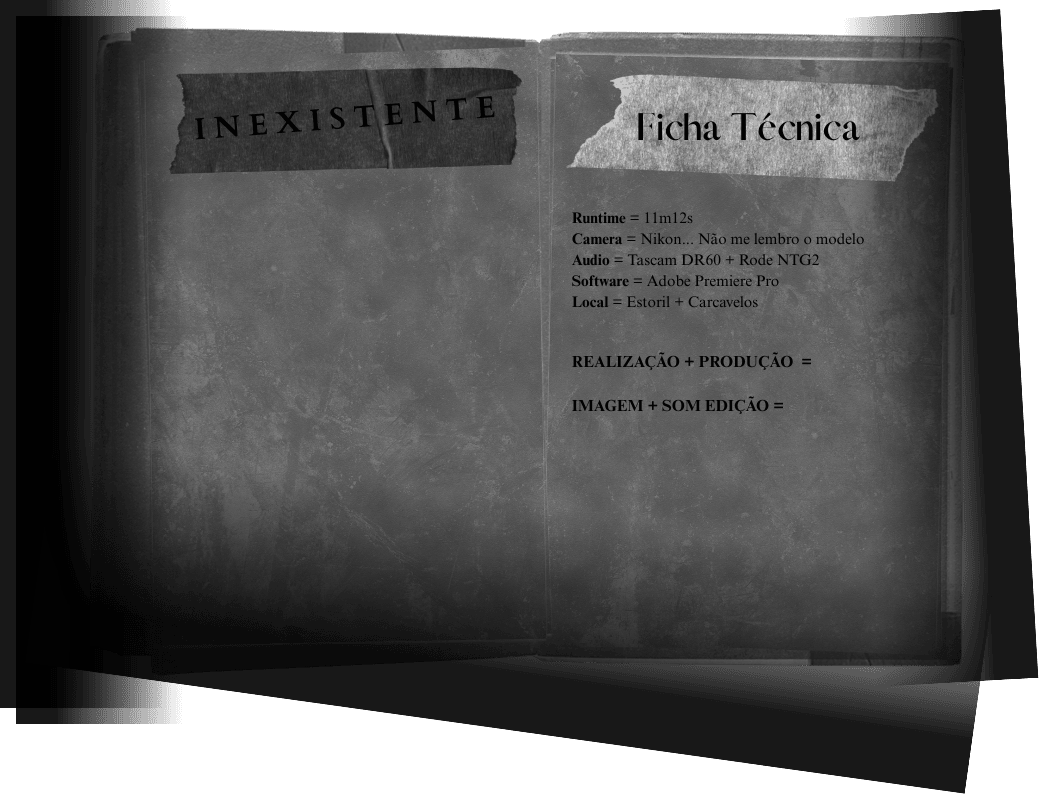 INEXISTENTE
Ficha Técnica
Runtime = 11m12s
Camera = Nikon... Não me lembro o modelo
Audio = Tascam DR60 + Rode NTG2
Software = Adobe Premiere Pro
Local = Estoril + Carcavelos
REALIZAÇÃO + PRODUÇÃO =
IMAGEM + SOM EDIÇÃO =